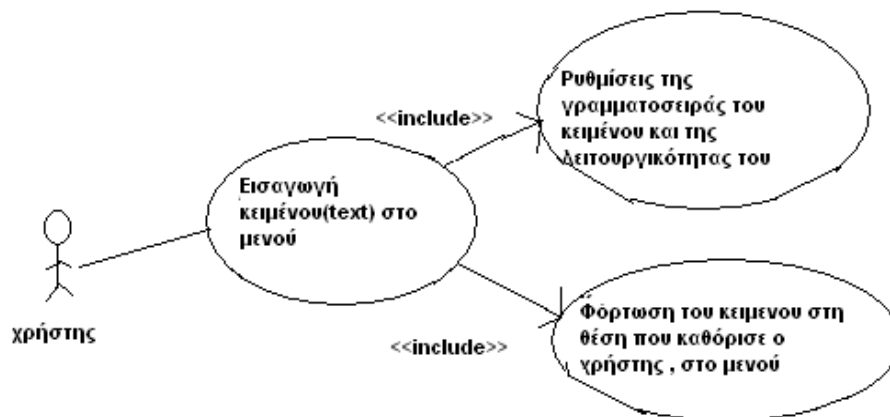 Ρυθμίσεις της
γραμματοσειράς του
κειμένου και της
λειτουργικότητας του
<<include>>
Εισαγωγή
κειμένου(text) στο
μενού
χρήστης
Φόρτωση του κειμενου στη
θέση που καθόρισε ο
χρήστης , στο μενού
<<include>>